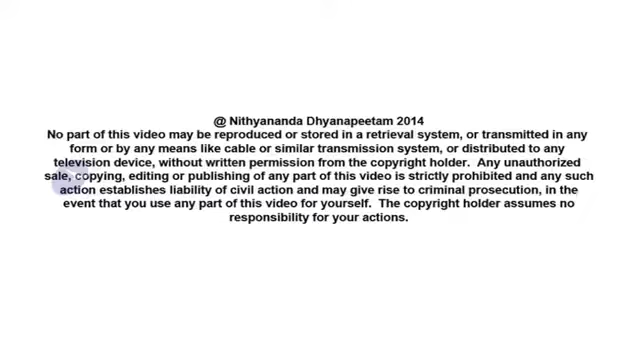 @ Nithyananda Dhyanapeetam 2014
No part of this video may be reproduced or stored in a retrieval system, or transmitted in any
form or by any means like cable or similar transmission system, or distributed to any
television device, without written permission from the copyright holder. Any unauthorized
sale, copying, editing or publishing of any part of this video is strictly prohibited and any such
action establishes liability of civil action and may give rise to criminal prosecution, in the
event that you use any part of this video for yourself. The copyright holder assumes no
responsibility for your actions.